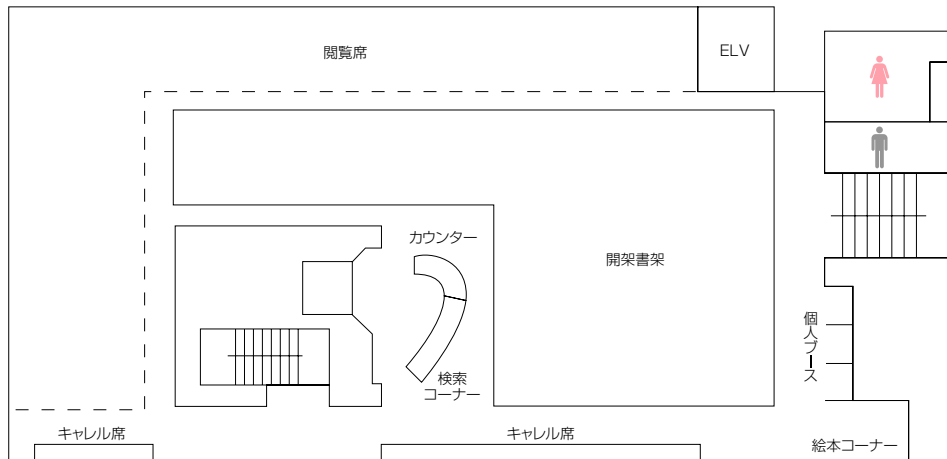 閲覧席
ELV
カウンター
開架書架
個人ブース
検索
コーナー
キャレル席
キャレル席
絵本コーナー